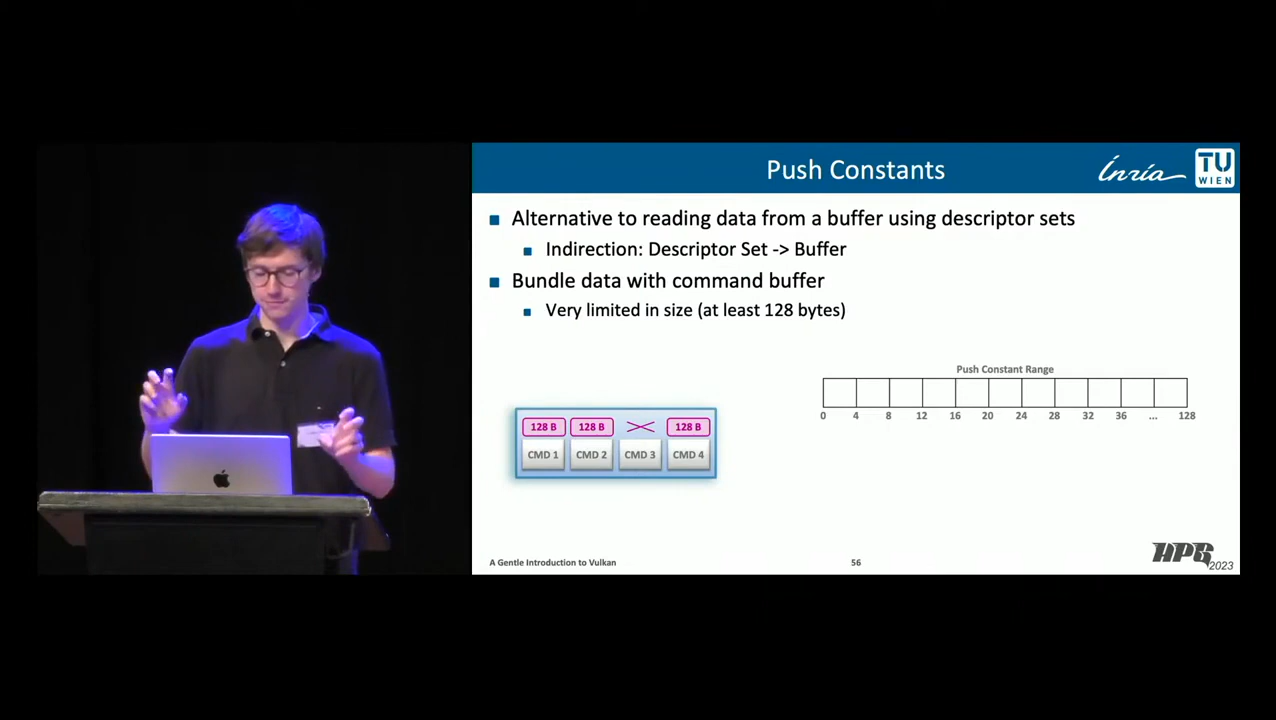 Push Constants
Inria
TU
WIEN
Alternative to reading data from a buffer using descriptor sets
Indirection: Descriptor Set -> Buffer
Bundle data with command buffer
Very limited in size (at least 128 bytes)
Push Constant Range
0 4 8 12 16 20 24 28 32 36 ... 128
128 B 128 B 128 B
CMD 1 CMD 2 CMD 3 CMD 4
A Gentle Introduction to Vulkan
56
HPG
2023